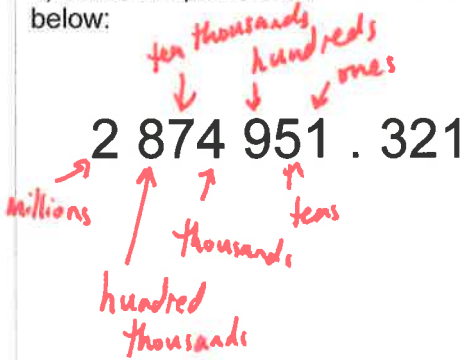 below:
ten thousands
hundreds
ones
2 874 951 . 321
millions
thousands
tens
hundred
thousands